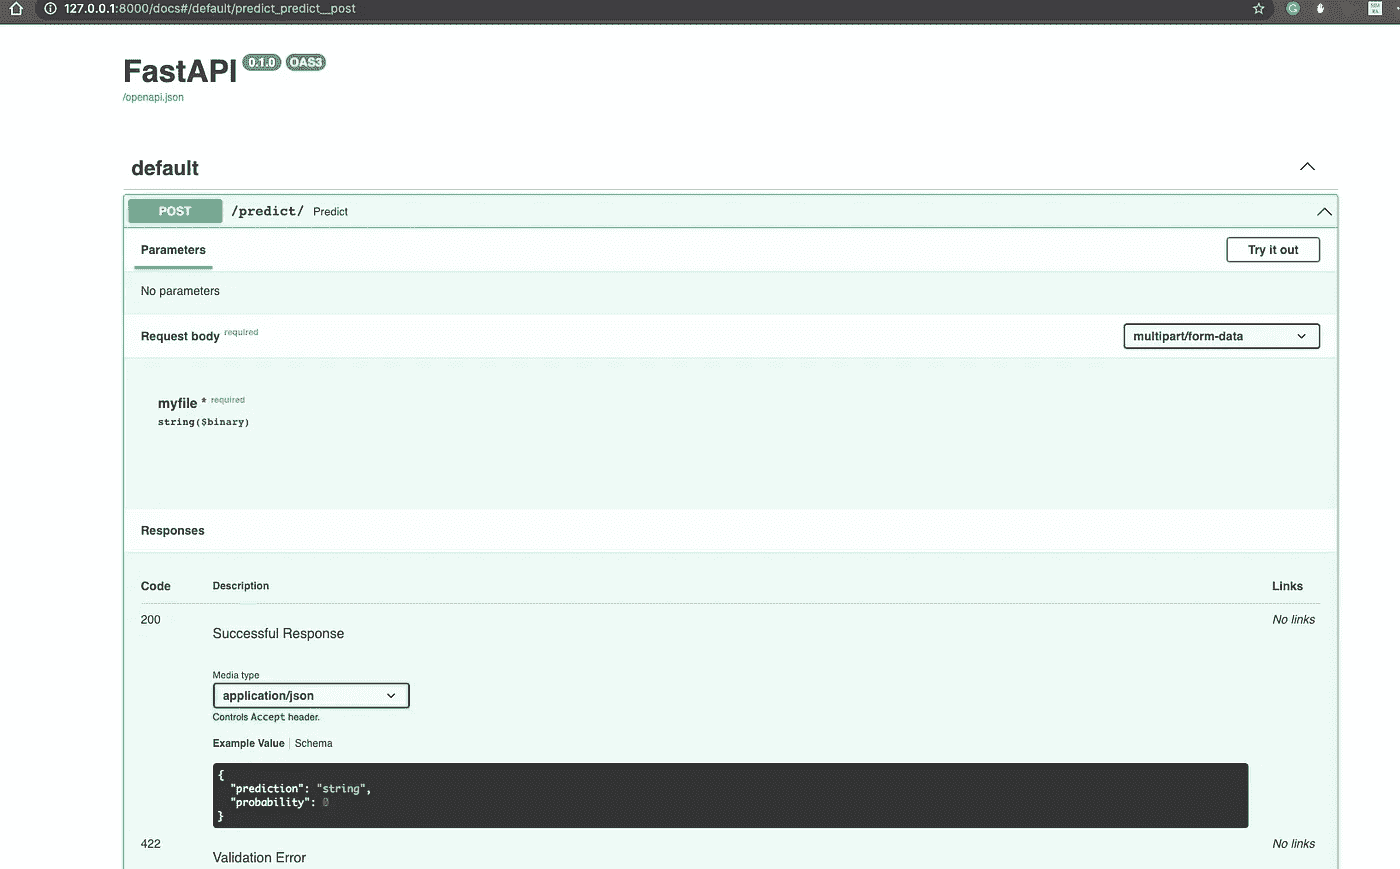 127.0.0.1:8000/docs#/default/predict_predict__post
FastAPI 0.1.0 OAS3
/openapi.json
default
POST /predict/ Predict
Parameters Try it out
No parameters
Request body required multipart/form-data
myfile * required
string($binary)
Responses
Code Description Links
200 No links
Successful Response
Media type
application/json
Controls Accept header.
Example Value Schema
{
"prediction": "string",
"probability": 0
}
422 No links
Validation Error